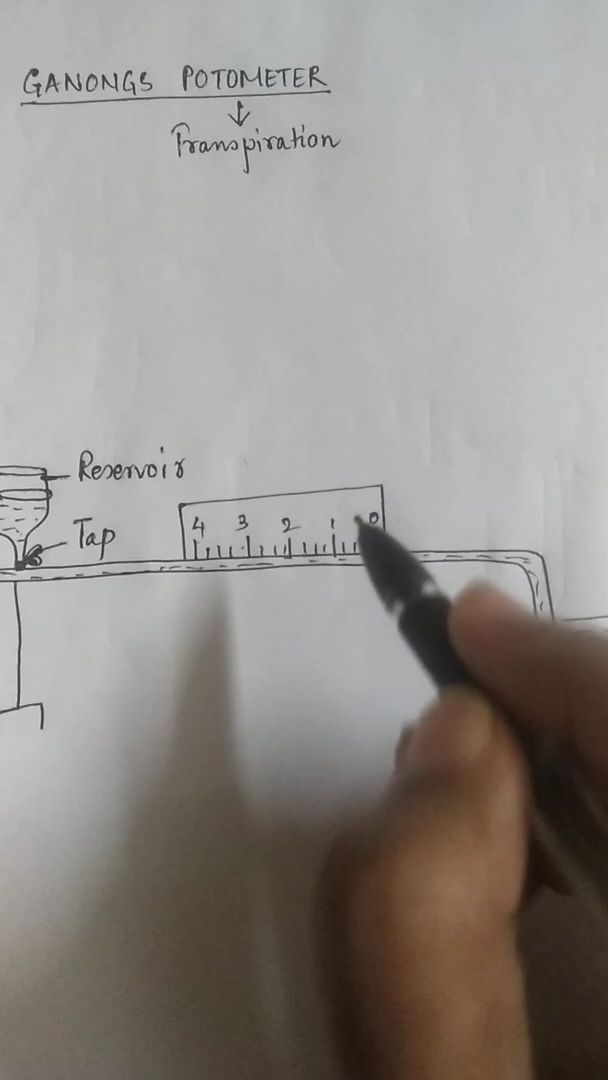 GANONGS POTOMETER
Transpiration
Reservoir
Tap
4 3 2 1 0